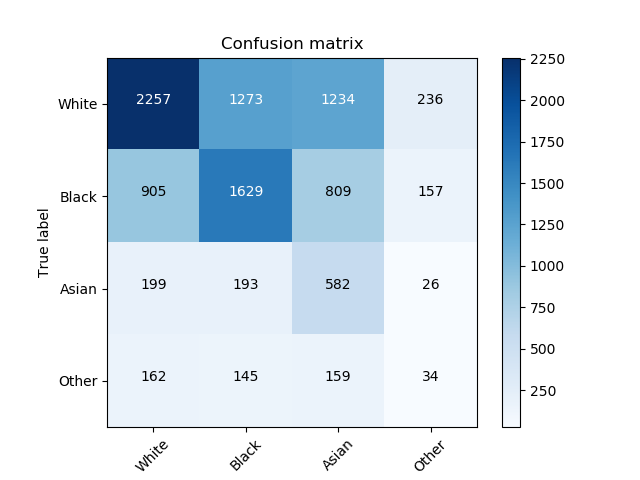 Confusion matrix
White 2257 1273 1234 236
Black 905 1629 809 157
Asian 199 193 582 26
Other 162 145 159 34
White Black Asian Other
True label
2250
2000
1750
1500
1250
1000
750
500
250